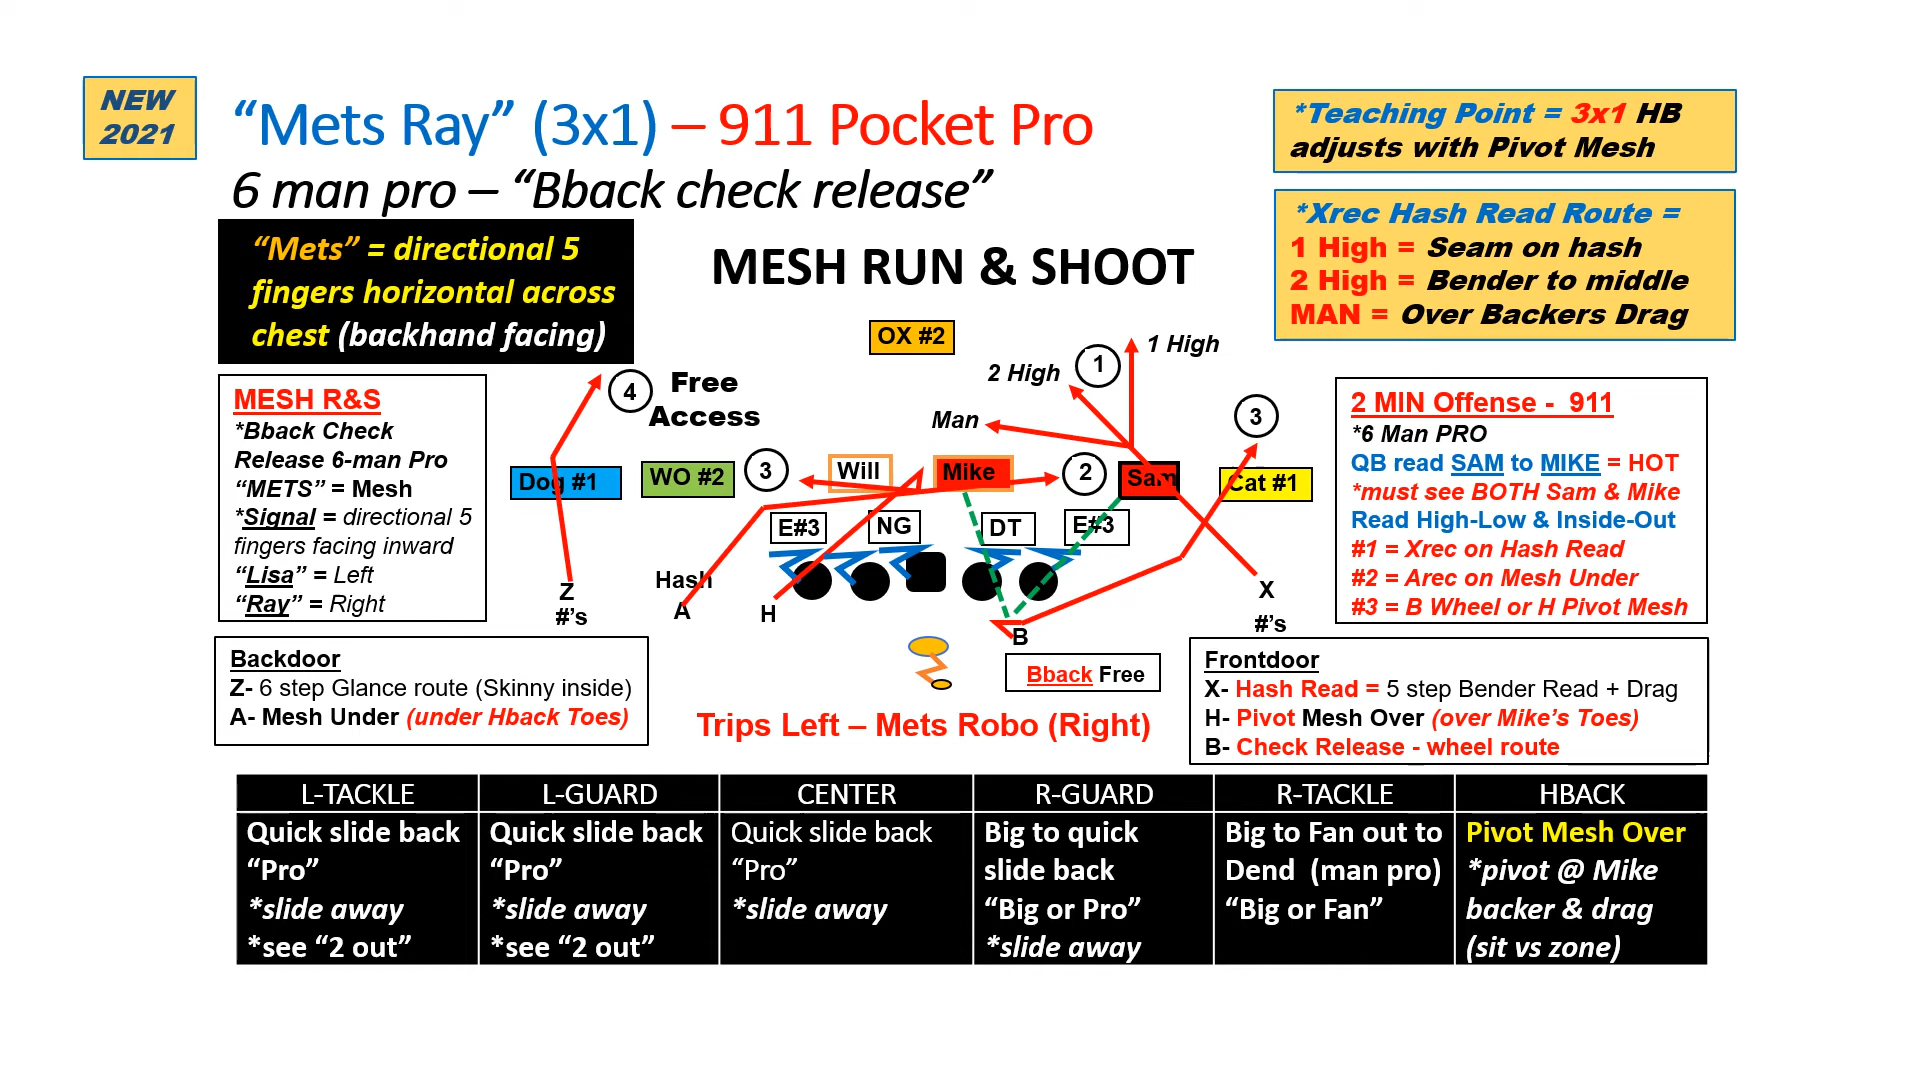 NEW
2021
“Mets Ray” (3x1) – 911 Pocket Pro
6 man pro – “Bback check release”
*Teaching Point = 3x1 HB
adjusts with Pivot Mesh
*Xrec Hash Read Route =
1 High = Seam on hash
2 High = Bender to middle
MAN = Over Backers Drag
“Mets” = directional 5
fingers horizontal across
chest (backhand facing)
MESH RUN & SHOOT
OX #2
1 High
1
2 High
Man
4
Free
Access
3
MESH R&S
*Bback Check
Release 6-man Pro
“METS” = Mesh
*Signal = directional 5
fingers facing inward
“Lisa” = Left
“Ray” = Right
2 MIN Offense - 911
*6 Man PRO
QB read SAM to MIKE = HOT
*must see BOTH Sam & Mike
Read High-Low & Inside-Out
#1 = Xrec on Hash Read
#2 = Arec on Mesh Under
#3 = B Wheel or H Pivot Mesh
Dog #1
WO #2
3
Will
Mike
2
Sam
Cat #1
E#3
NG
DT
E#3
Z
#’s
Hash
A
H
B
X
#’s
Bback Free
Backdoor
Z- 6 step Glance route (Skinny inside)
A- Mesh Under (under Hback Toes)
Trips Left – Mets Robo (Right)
Frontdoor
X- Hash Read = 5 step Bender Read + Drag
H- Pivot Mesh Over (over Mike’s Toes)
B- Check Release - wheel route
L-TACKLE
L-GUARD
CENTER
R-GUARD
R-TACKLE
HBACK
Quick slide back
“Pro”
*slide away
*see “2 out”
Quick slide back
“Pro”
*slide away
*see “2 out”
Quick slide back
“Pro”
*slide away
Big to quick
slide back
“Big or Pro”
*slide away
Big to Fan out to
Dend (man pro)
“Big or Fan”
Pivot Mesh Over
*pivot @ Mike
backer & drag
(sit vs zone)